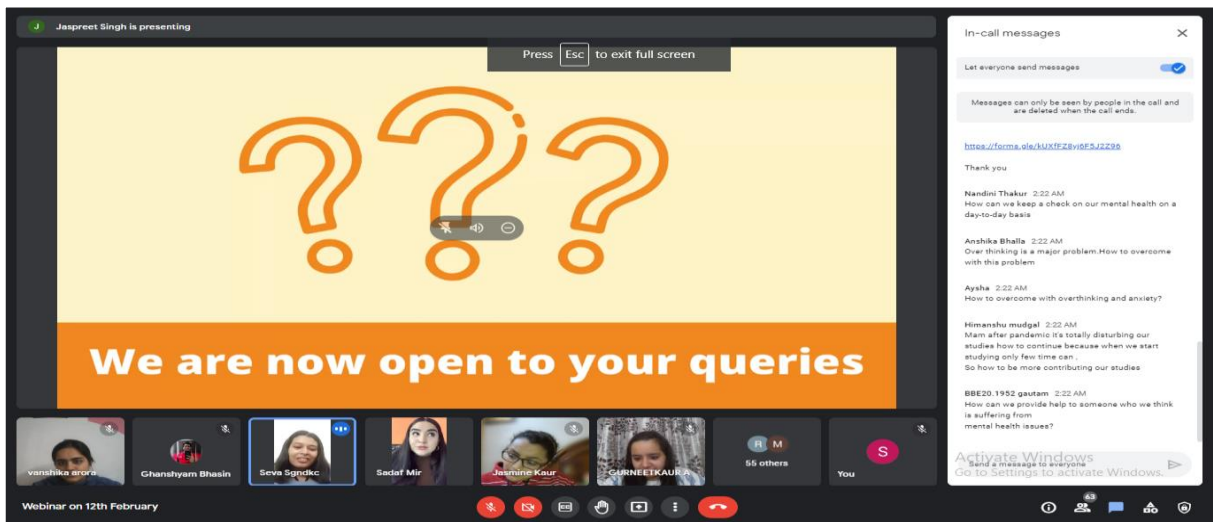 J Jaspreet Singh is presenting
Press Esc to exit full screen
We are now open to your queries
vanshika arora
Ghanshyam Bhasin
Seva Sgndkc
Sadaf Mir
Jasmine Kaur
GURNEETKAUR A
R M
55 others
S
You
Webinar on 12th February
CC
63
In-call messages
Let everyone send messages
Messages can only be seen by people in the call and
are deleted when the call ends.
https://forms.gle/kUXfFZ8yj6F5J2Z96
Thank you
Nandini Thakur 2:22 AM
How can we keep a check on our mental health on a
day-to-day basis
Anshika Bhalla 2:22 AM
Over thinking is a major problem.How to overcome
with this problem
Aysha 2:22 AM
How to overcome with overthinking and anxiety?
Himanshu mudgal 2:22 AM
Mam after pandemic it's totally disturbing our
studies how to continue because when we start
studying only few time can ,
So how to be more contributing our studies
BBE20.1952 gautam 2:22 AM
How can we provide help to someone who we think
is suffering from
mental health issues?
Activate Windows
Send a message to everyone
Go to Settings to activate Windows.